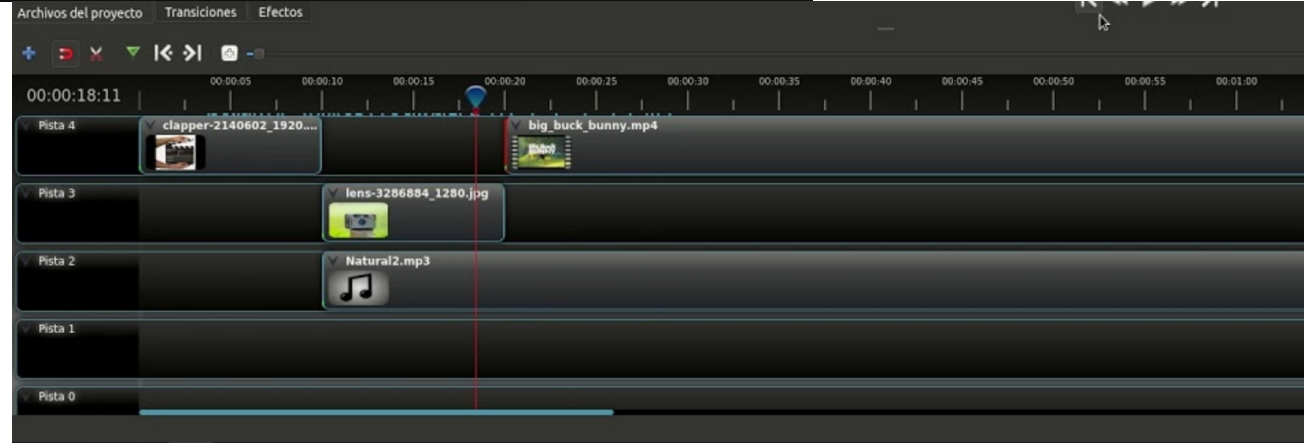 Archivos del proyecto Transiciones Efectos
00:00:05 00:00:10 00:00:15 00:00:20 00:00:25 00:00:30 00:00:35 00:00:40 00:00:45 00:00:50 00:00:55 00:01:00
00:00:18:11
Pista 4 clapper-2140602_1920.... big_buck_bunny.mp4
Pista 3 lens-3286884_1280.jpg
Pista 2 Natural2.mp3
Pista 1
Pista 0